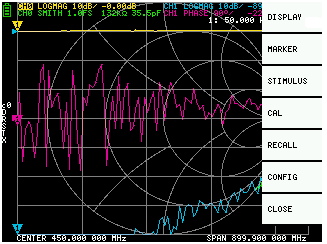 CH0 LOGMAG 10dB/ -0.00dB CH1 LOGMAG 10dB/ -89
CH0 SMITH 1.0FS 132kΩ 35.5pF CH1 PHASE 90°/ -22
1: 50.000
DISPLAY
MARKER
STIMULUS
CAL
RECALL
CONFIG
CLOSE
CENTER 450.000 000 MHz SPAN 899.900 000 MHz